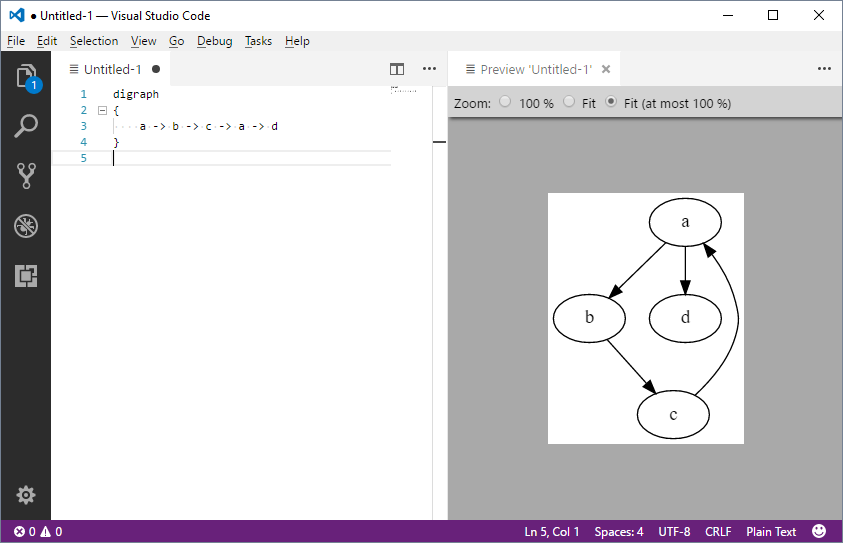 ● Untitled-1 — Visual Studio Code
File Edit Selection View Go Debug Tasks Help
1
Untitled-1 ●
Preview 'Untitled-1'
Zoom: 100 % Fit Fit (at most 100 %)
1 digraph
2 {
3 a -> b -> c -> a -> d
4 }
5
a
b d
c
0 0 Ln 5, Col 1 Spaces: 4 UTF-8 CRLF Plain Text